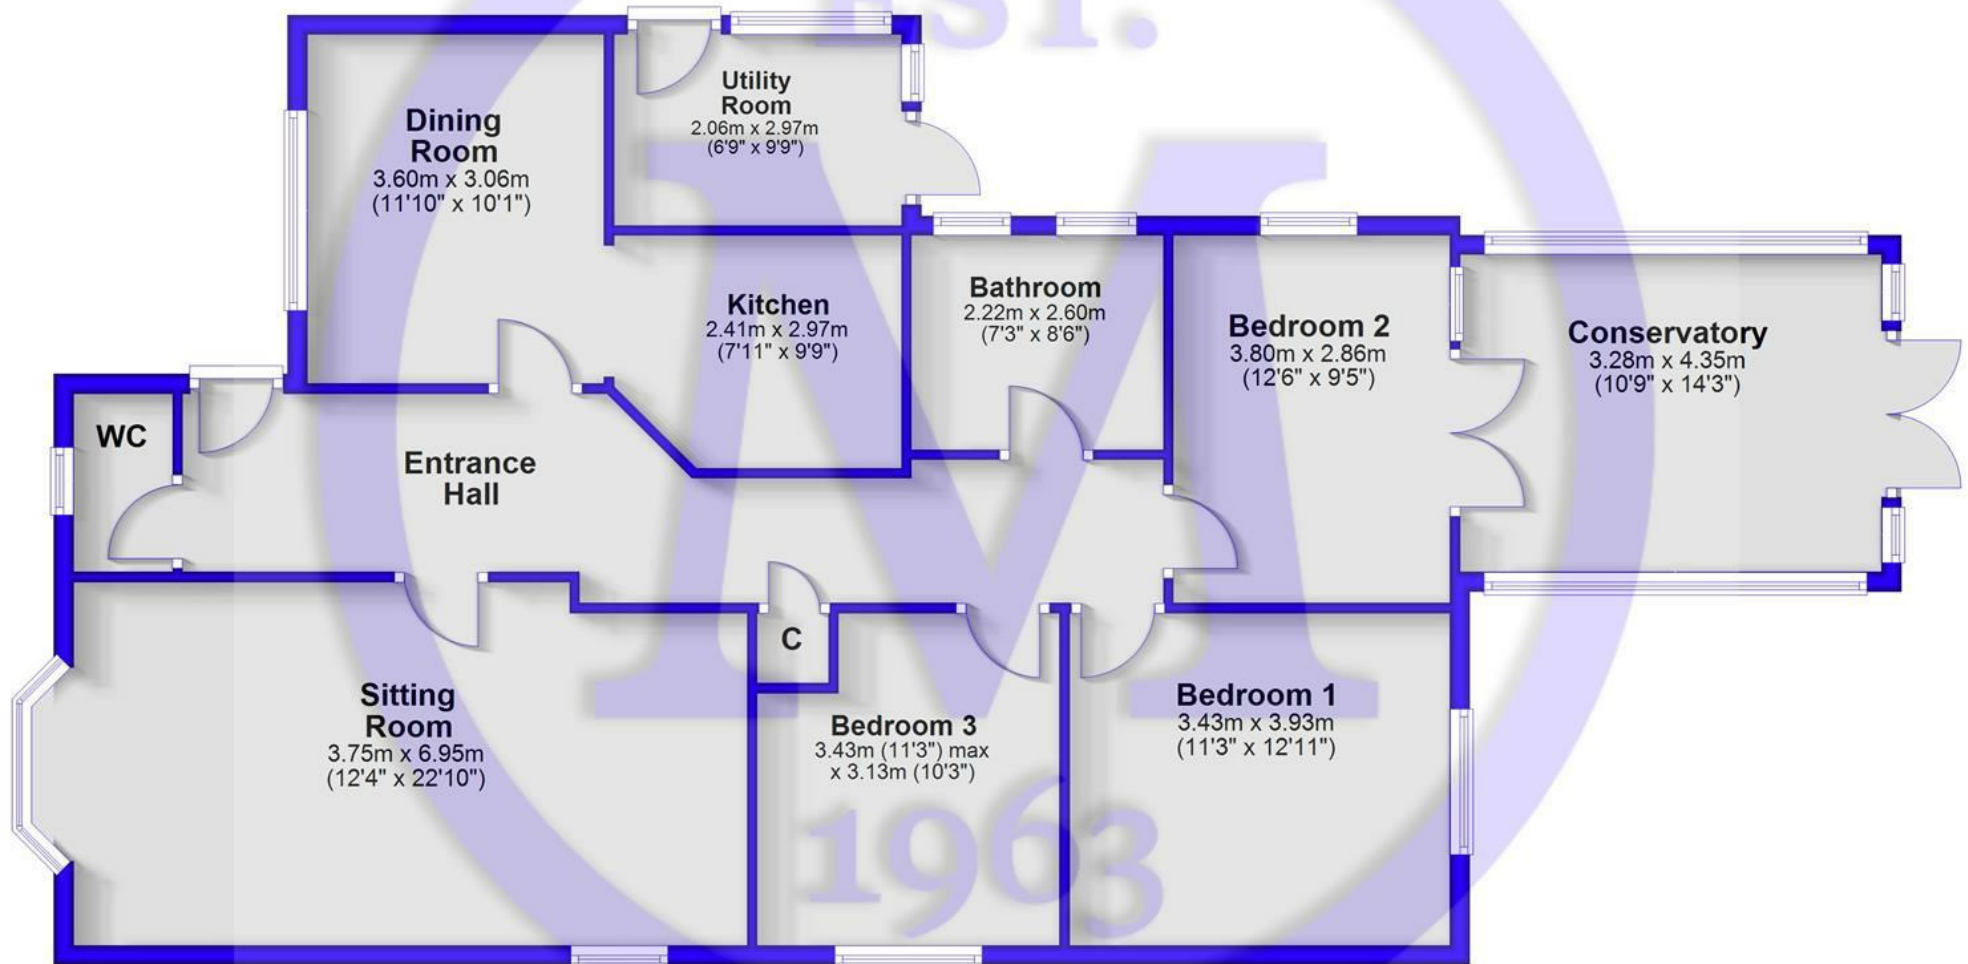 EST.
Utility
Room
2.06m x 2.97m
(6'9" x 9'9")
Dining
Room
3.60m x 3.06m
(11'10" x 10'1")
Kitchen
2.41m x 2.97m
(7'11" x 9'9")
Bathroom
2.22m x 2.60m
(7'3" x 8'6")
Bedroom 2
3.80m x 2.86m
(12'6" x 9'5")
Conservatory
3.28m x 4.35m
(10'9" x 14'3")
WC
Entrance
Hall
M
C
Sitting
Room
3.75m x 6.95m
(12'4" x 22'10")
Bedroom 3
3.43m (11'3") max
x 3.13m (10'3")
Bedroom 1
3.43m x 3.93m
(11'3" x 12'11")
1963